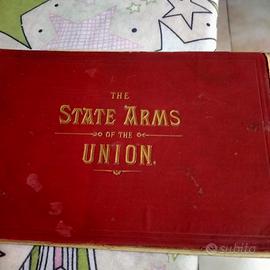 THE
STATE ARMS
OF THE
UNION.
subito